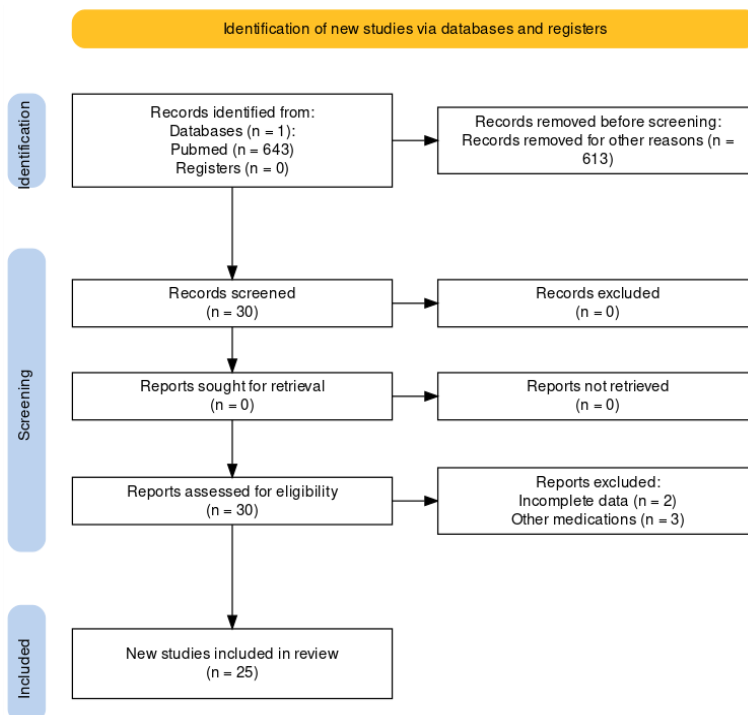 Identification of new studies via databases and registers
Identification
Records identified from:
Databases (n = 1):
Pubmed (n = 643)
Registers (n = 0)
Records removed before screening:
Records removed for other reasons (n =
613)
Screening
Records screened
(n = 30)
Records excluded
(n = 0)
Reports sought for retrieval
(n = 0)
Reports not retrieved
(n = 0)
Reports assessed for eligibility
(n = 30)
Reports excluded:
Incomplete data (n = 2)
Other medications (n = 3)
Included
New studies included in review
(n = 25)